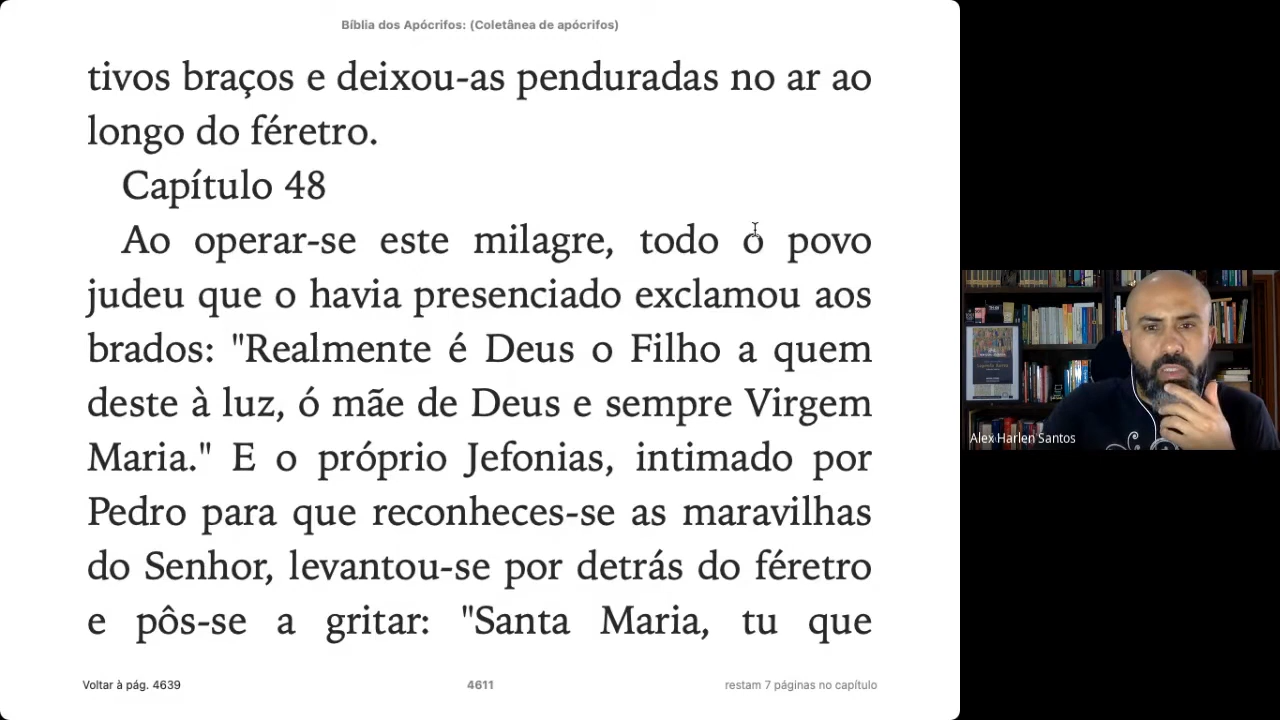 Bíblia dos Apócrifos: (Coletânea de apócrifos)
tivos braços e deixou-as penduradas no ar ao
longo do féretro.
Capítulo 48
Ao operar-se este milagre, todo o povo
judeu que o havia presenciado exclamou aos
brados: "Realmente é Deus o Filho a quem
deste à luz, ó mãe de Deus e sempre Virgem
Maria." E o próprio Jefonias, intimado por
Pedro para que reconheces-se as maravilhas
do Senhor, levantou-se por detrás do féretro
e pôs-se a gritar: "Santa Maria, tu que
Voltar à pág. 4639
4611
restam 7 páginas no capítulo
Alex Harlen Santos